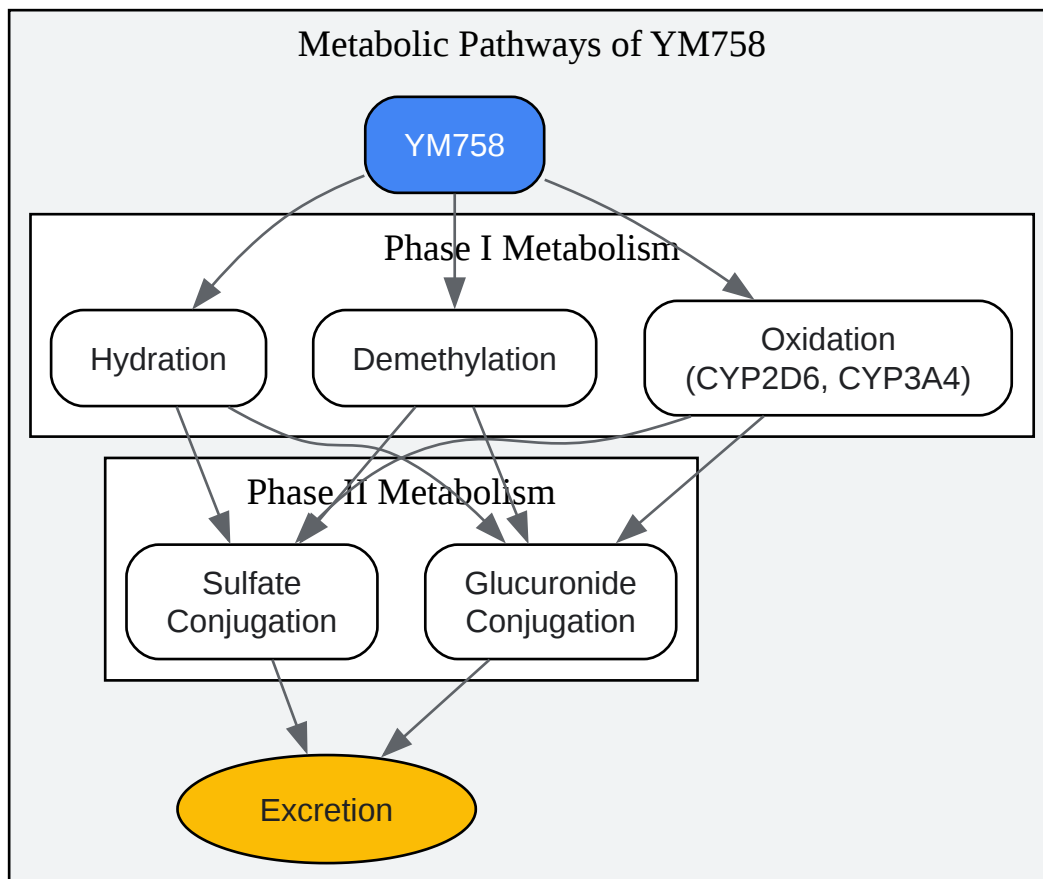 Metabolic Pathways of YM758
YM758
Phase I Metabolism
Hydration
Demethylation
Oxidation
(CYP2D6, CYP3A4)
Phase II Metabolism
Sulfate
Conjugation
Glucuronide
Conjugation
Excretion